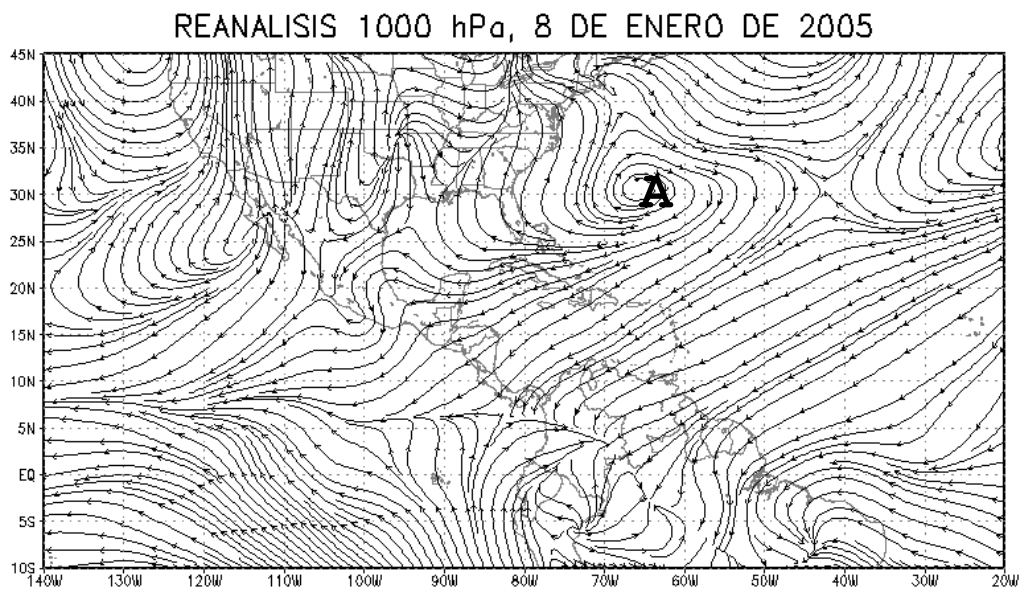 REANALISIS 1000 hPa, 8 DE ENERO DE 2005
45N
40N
35N
30N
25N
20N
15N
10N
5N
EQ
5S
10S
A
140W 130W 120W 110W 100W 90W 80W 70W 60W 50W 40W 30W 20W